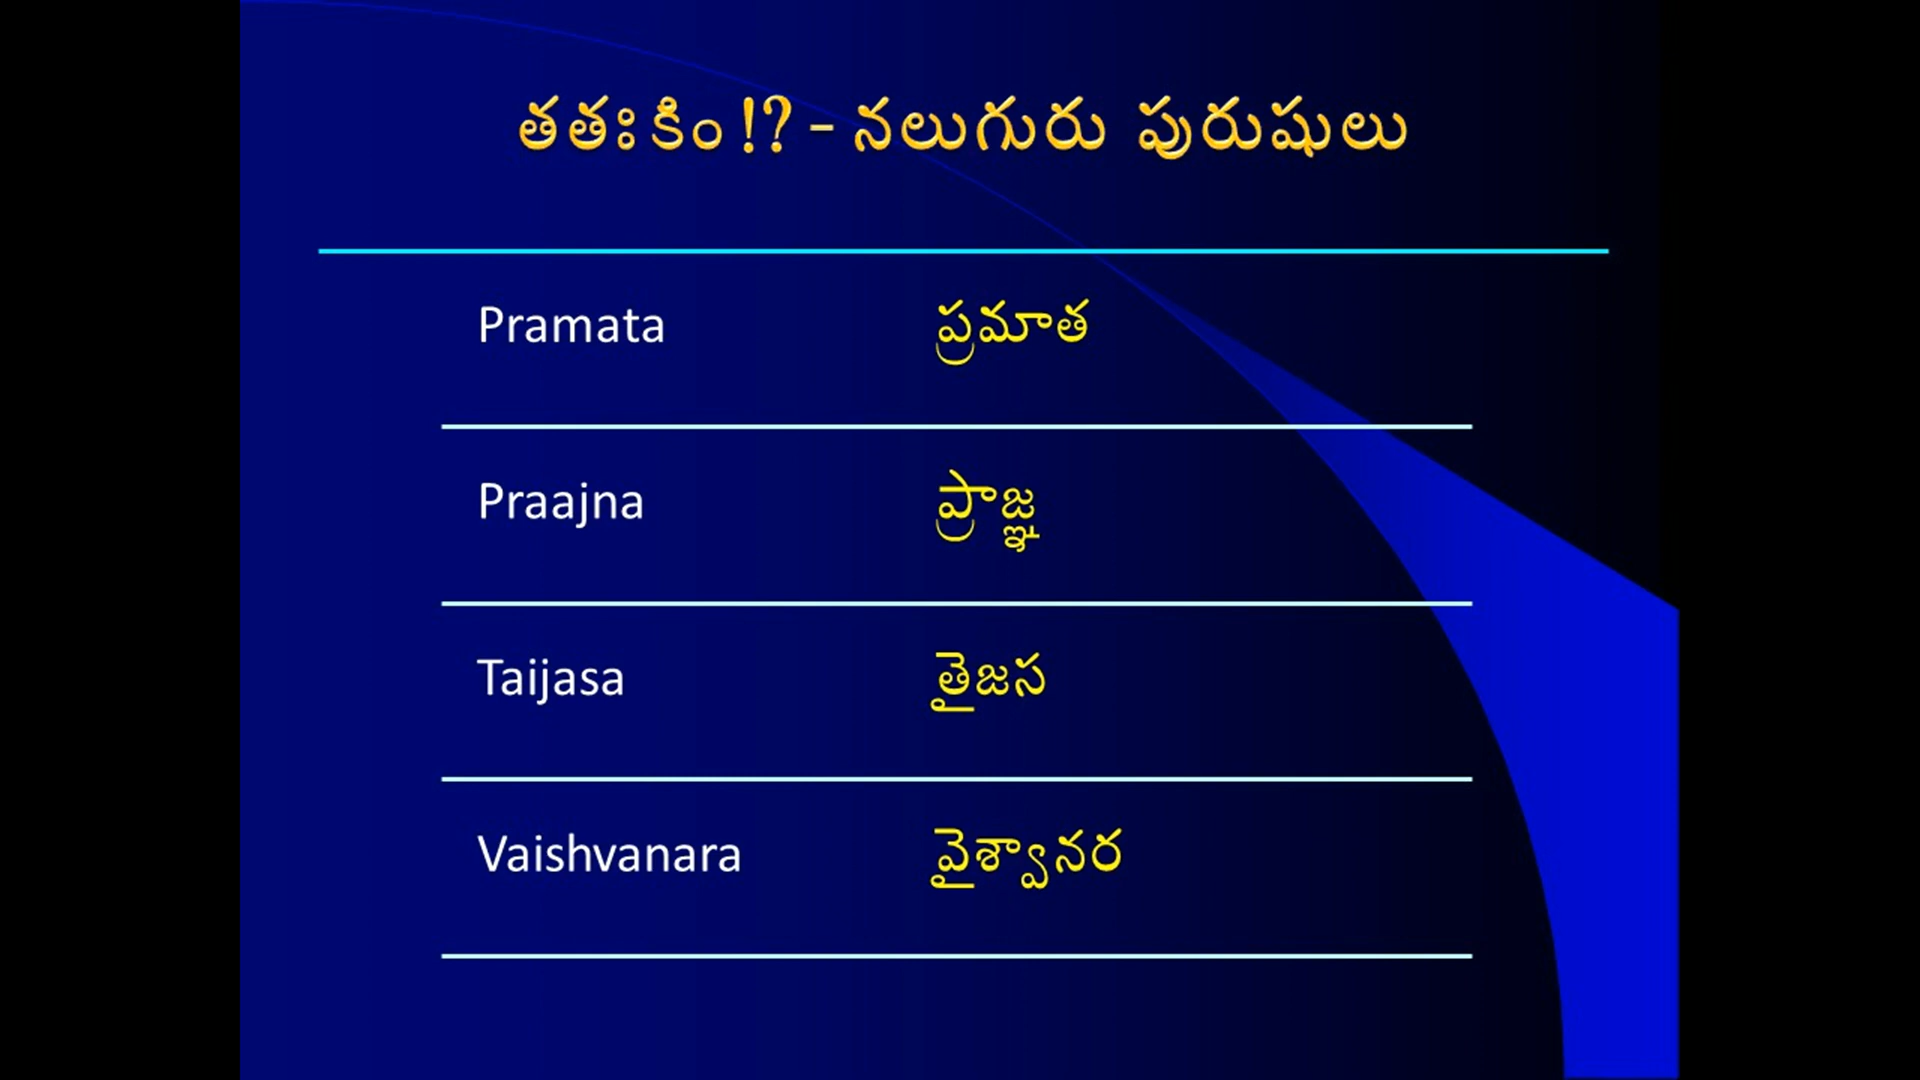 తతఃకిం!? - నలుగురు పురుషులు
Pramata ప్రమాత
Praajna ప్రాజ్ఞ
Taijasa తైజస
Vaishvanara వైశ్వానర